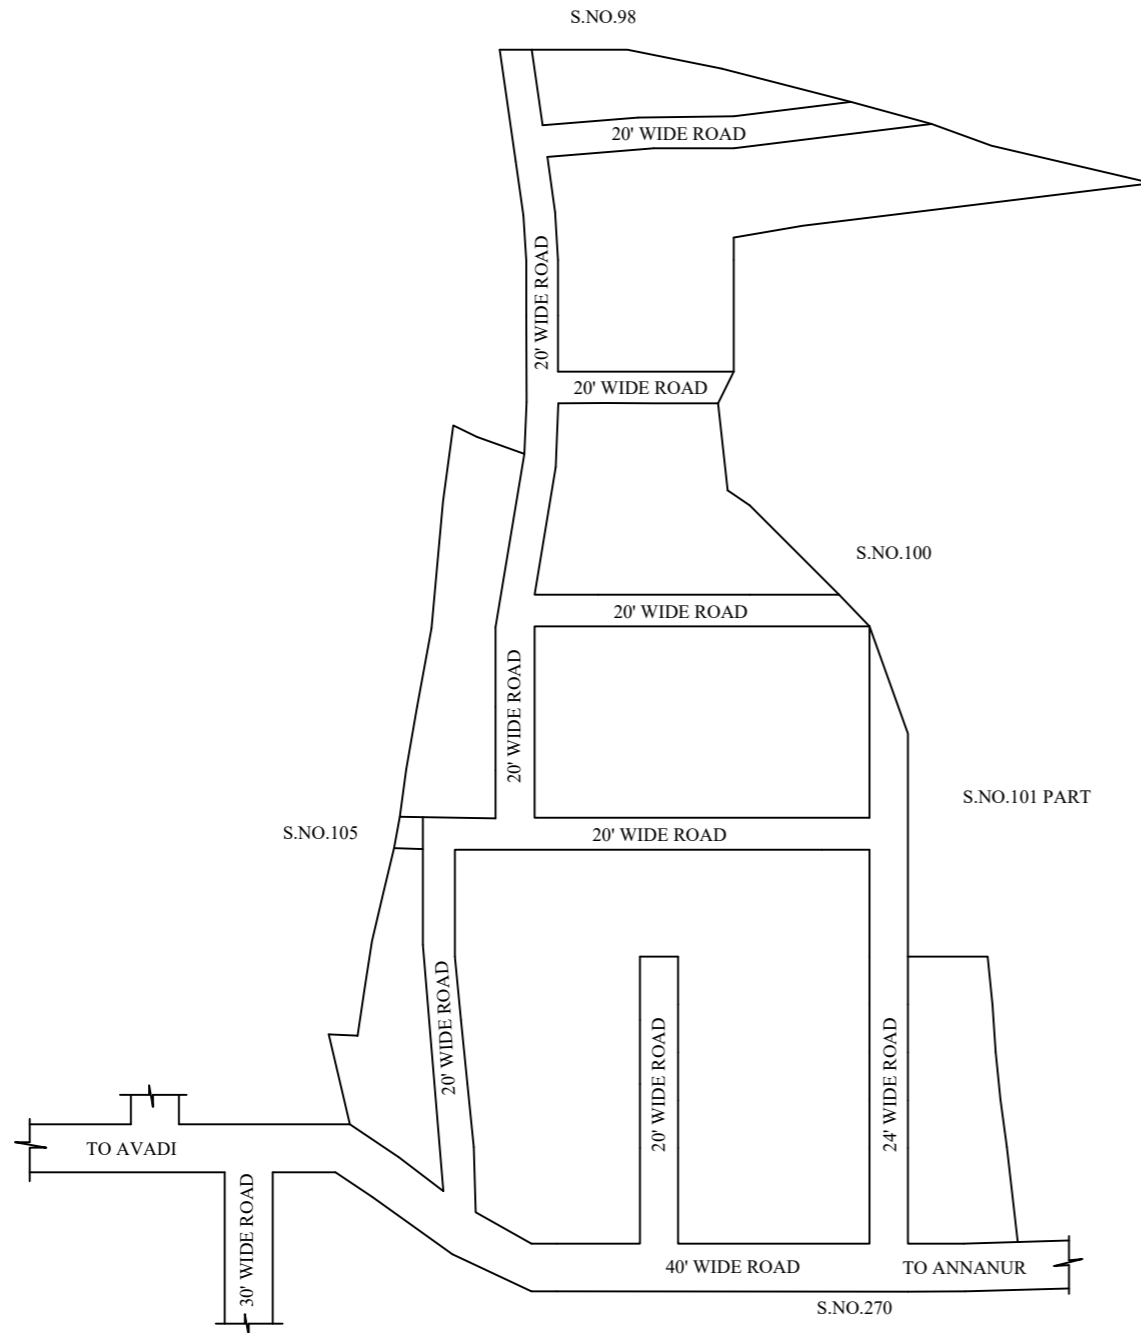 S.NO.98
20' WIDE ROAD
20' WIDE ROAD
20' WIDE ROAD
S.NO.100
20' WIDE ROAD
20' WIDE ROAD
S.NO.101 PART
S.NO.105
20' WIDE ROAD
20' WIDE ROAD
20' WIDE ROAD
24' WIDE ROAD
TO AVADI
30' WIDE ROAD
40' WIDE ROAD
TO ANNANUR
S.NO.270